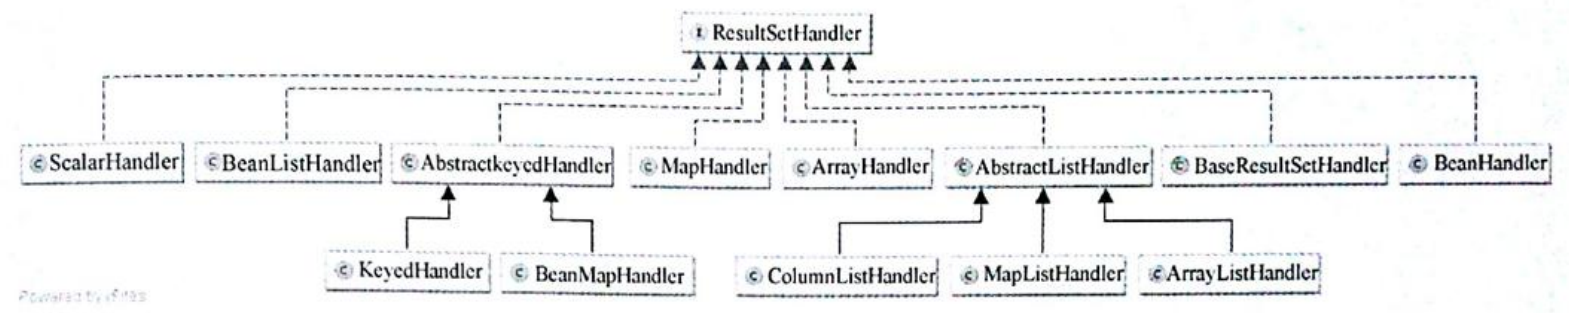 I ResultSetHandler
C ScalarHandler
C BeanListHandler
C AbstractkeyedHandler
C MapHandler
C ArrayHandler
C AbstractListHandler
C BaseResultSetHandler
C BeanHandler
C KeyedHandler
C BeanMapHandler
C ColumnListHandler
C MapListHandler
C ArrayListHandler
Powered by yFiles